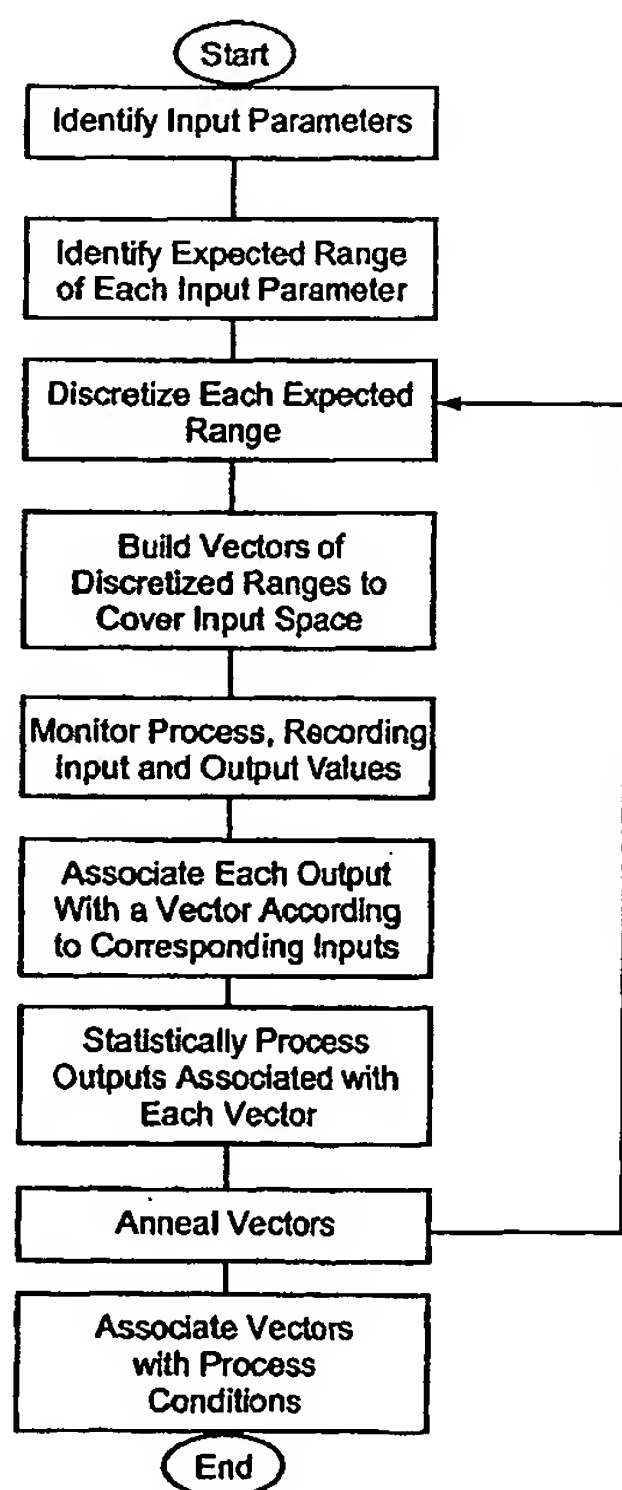 Start
Identify Input Parameters
Identify Expected Range
of Each Input Parameter
Discretize Each Expected
Range
Build Vectors of
Discretized Ranges to
Cover Input Space
Monitor Process, Recording
Input and Output Values
Associate Each Output
With a Vector According
to Corresponding Inputs
Statistically Process
Outputs Associated with
Each Vector
Anneal Vectors
Associate Vectors
with Process
Conditions
End